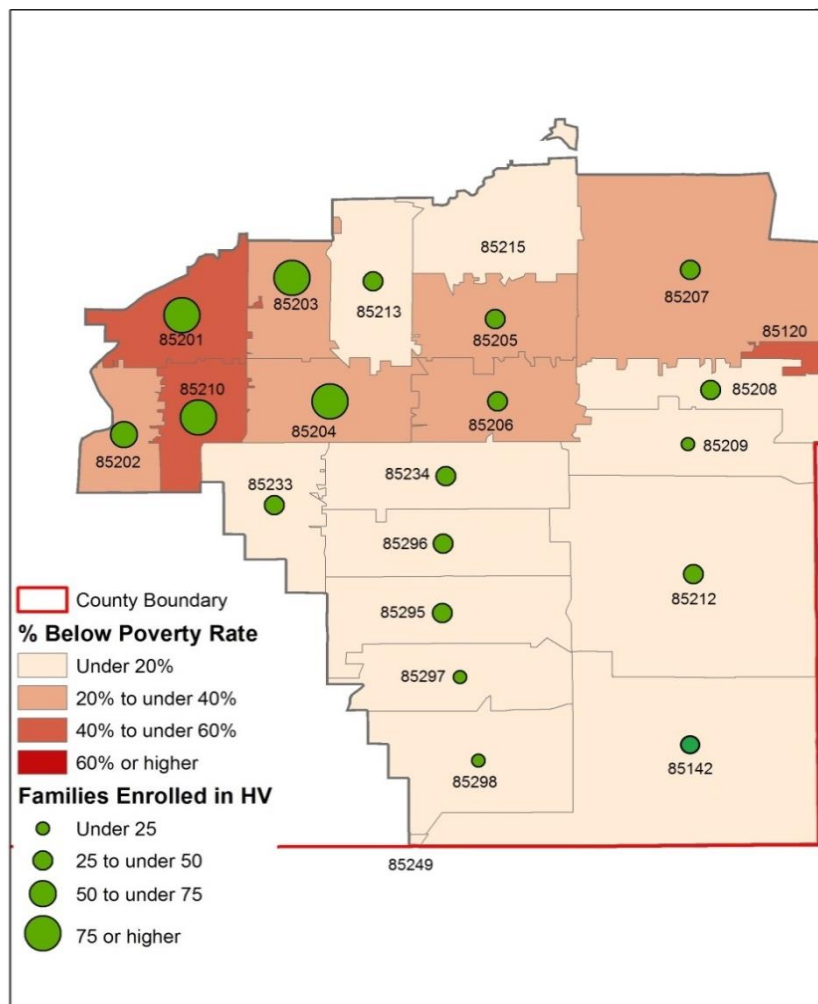 85215
85207
85203
85213
85205
85201
85120
85210
85208
85204
85206
85202
85209
85234
85233
85296
85212
85295
85297
85298
85142
85249
County Boundary
% Below Poverty Rate
Under 20%
20% to under 40%
40% to under 60%
60% or higher
Families Enrolled in HV
Under 25
25 to under 50
50 to under 75
75 or higher